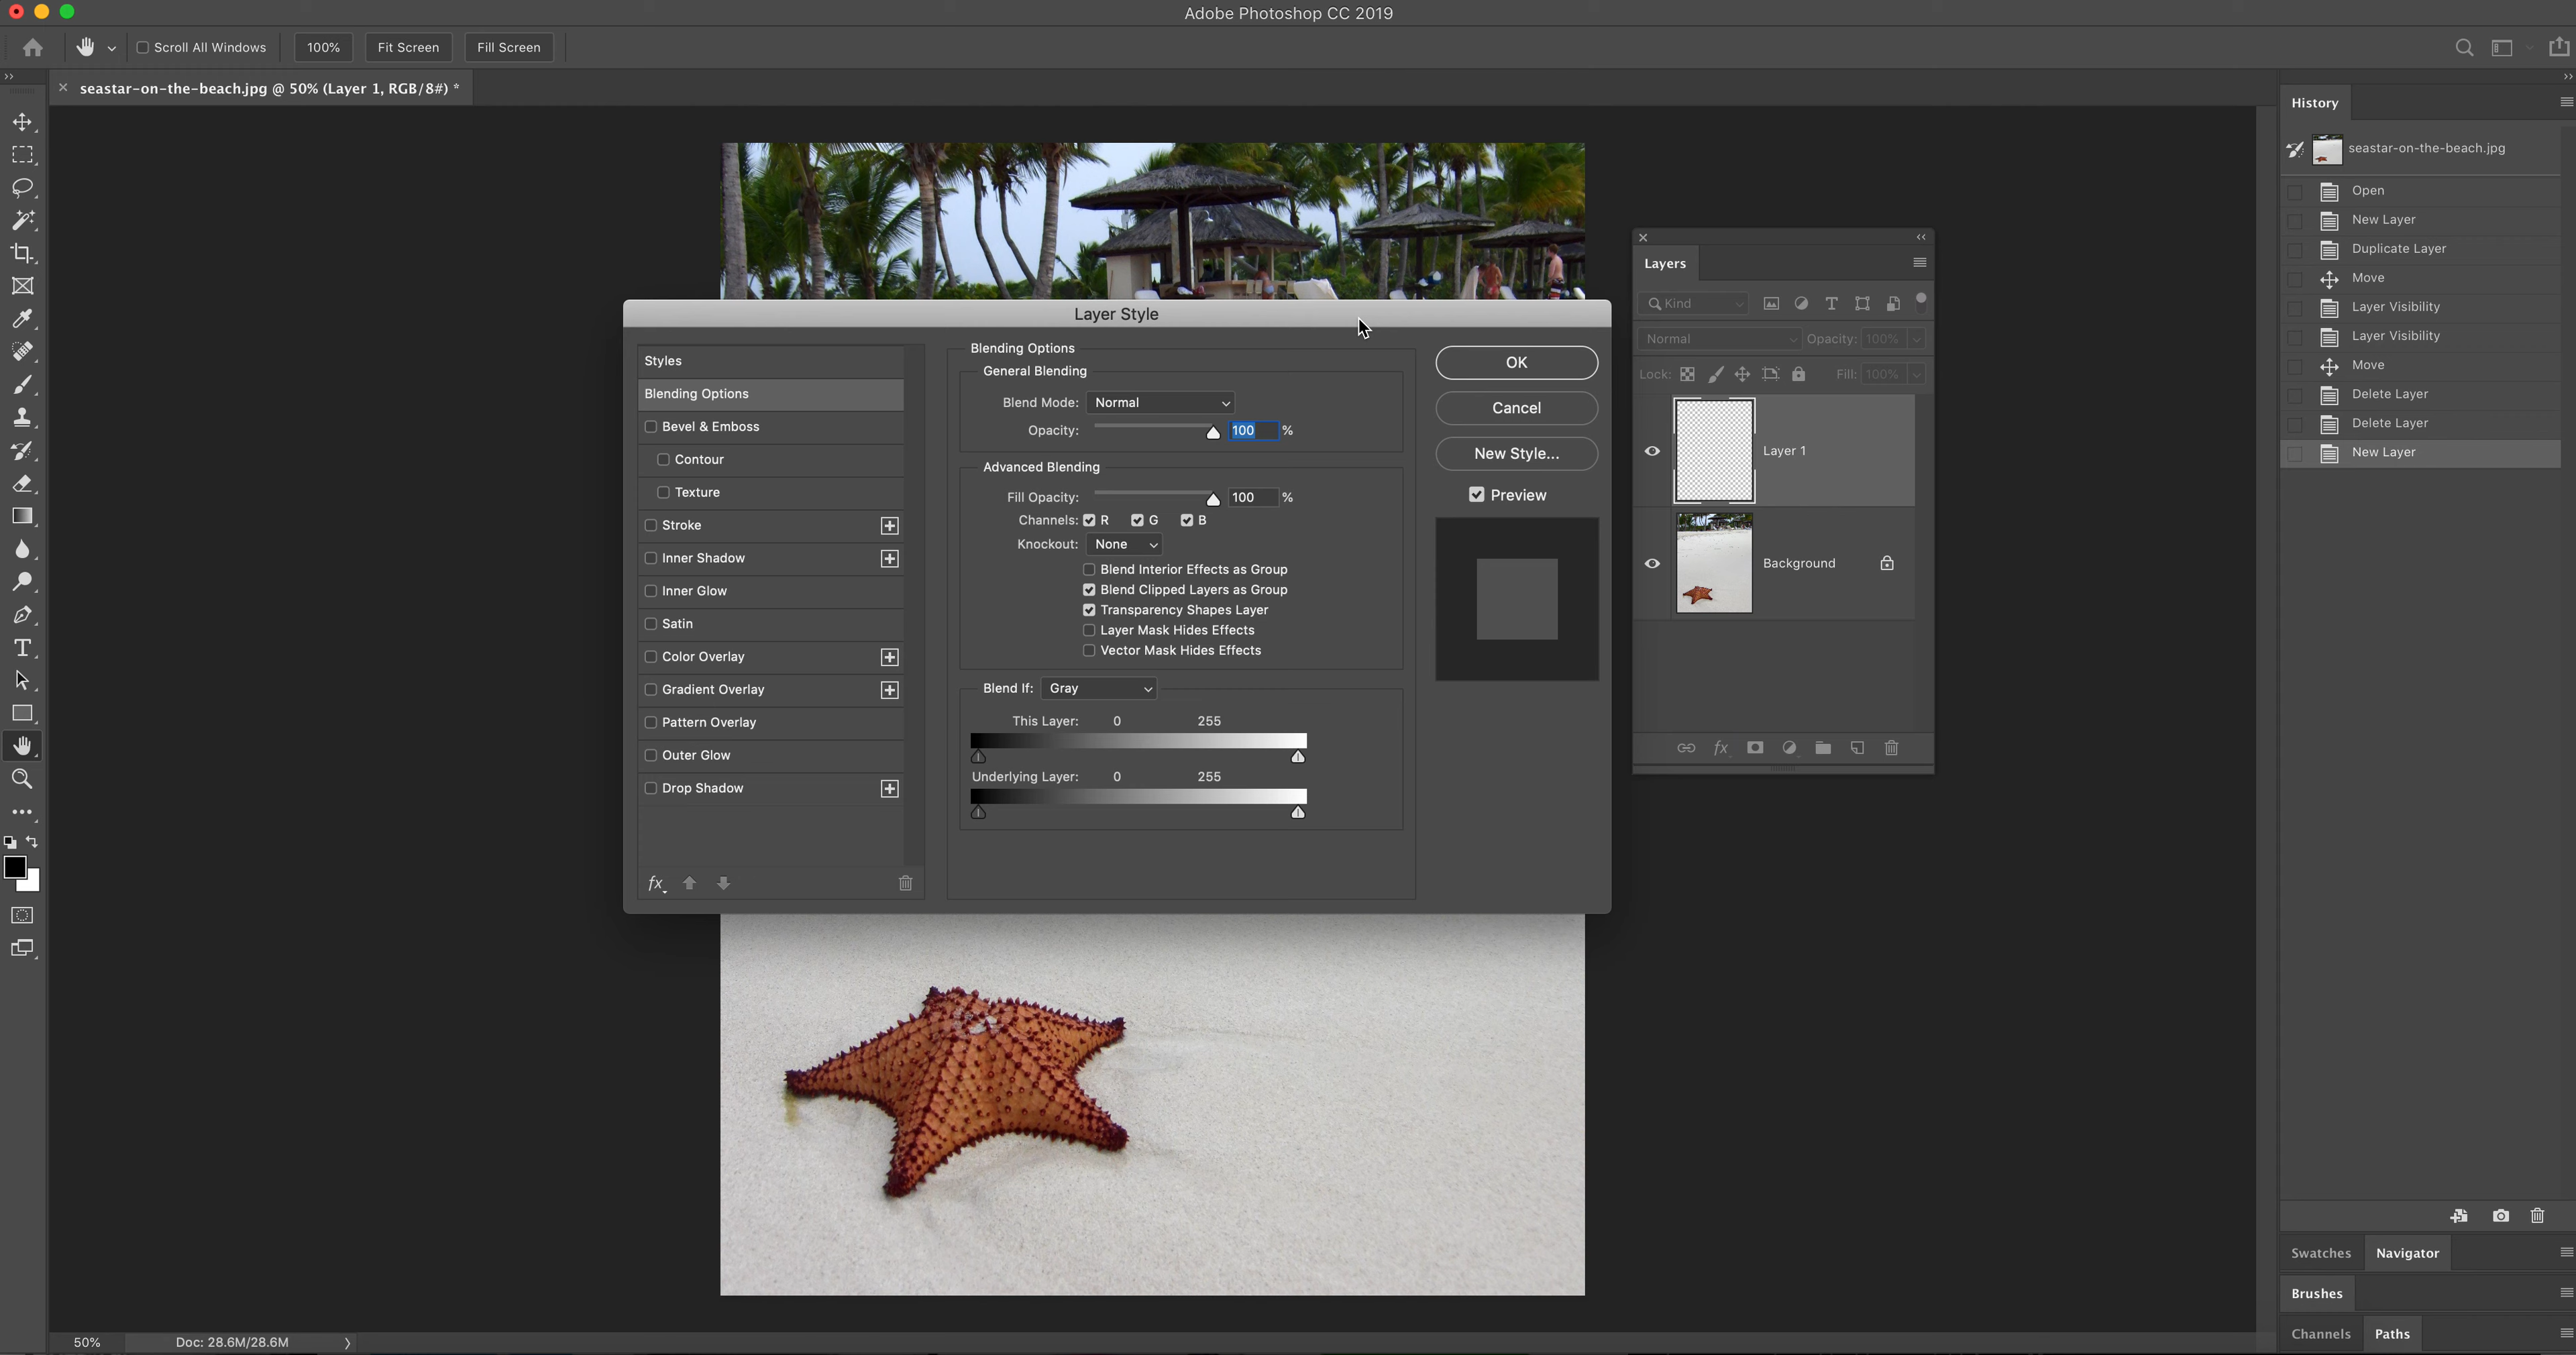 Adobe Photoshop CC 2019
Scroll All Windows 100% Fit Screen Fill Screen
seastar-on-the-beach.jpg @ 50% (Layer 1, RGB/8#) *
Layer Style
Styles
Blending Options
Bevel & Emboss
Contour
Texture
Stroke
Inner Shadow
Inner Glow
Satin
Color Overlay
Gradient Overlay
Pattern Overlay
Outer Glow
Drop Shadow
fx
Blending Options
General Blending
Blend Mode: Normal
Opacity: 100 %
Advanced Blending
Fill Opacity: 100 %
Channels: R G B
Knockout: None
Blend Interior Effects as Group
Blend Clipped Layers as Group
Transparency Shapes Layer
Layer Mask Hides Effects
Vector Mask Hides Effects
Blend If: Gray
This Layer: 0 255
Underlying Layer: 0 255
OK
Cancel
New Style...
Preview
Layers
Kind
Normal Opacity: 100%
Lock: Fill: 100%
Layer 1
Background
fx
History
seastar-on-the-beach.jpg
Open
New Layer
Duplicate Layer
Move
Layer Visibility
Layer Visibility
Move
Delete Layer
Delete Layer
New Layer
Swatches Navigator
Brushes
Channels Paths
50% Doc: 28.6M/28.6M